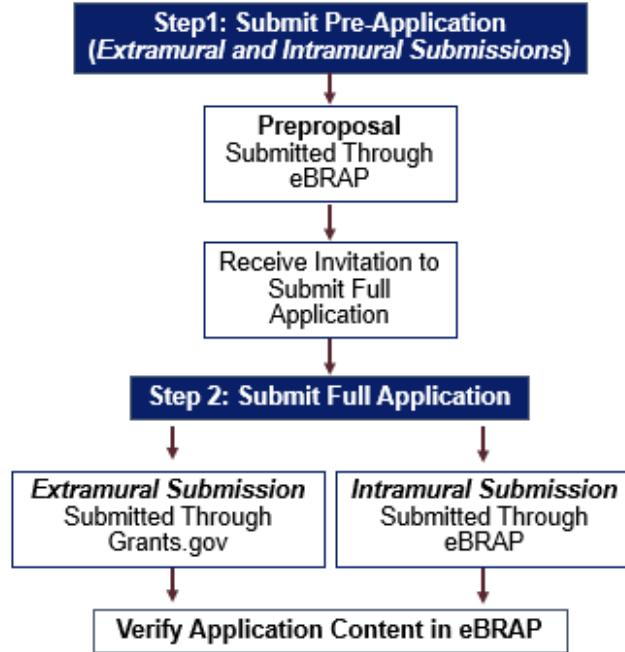 Step1: Submit Pre-Application
(Extramural and Intramural Submissions)
Preproposal
Submitted Through
eBRAP
Receive Invitation to
Submit Full
Application
Step 2: Submit Full Application
Extramural Submission
Submitted Through
Grants.gov
Intramural Submission
Submitted Through
eBRAP
Verify Application Content in eBRAP